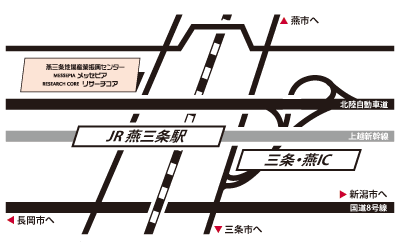 燕市へ
燕三条地場産業振興センター
MESSEPIA メッセピア
RESEARCH CORE リサーチコア
北陸自動車道
上越新幹線
JR 燕三条駅
三条・燕IC
新潟市へ
国道8号線
長岡市へ
三条市へ